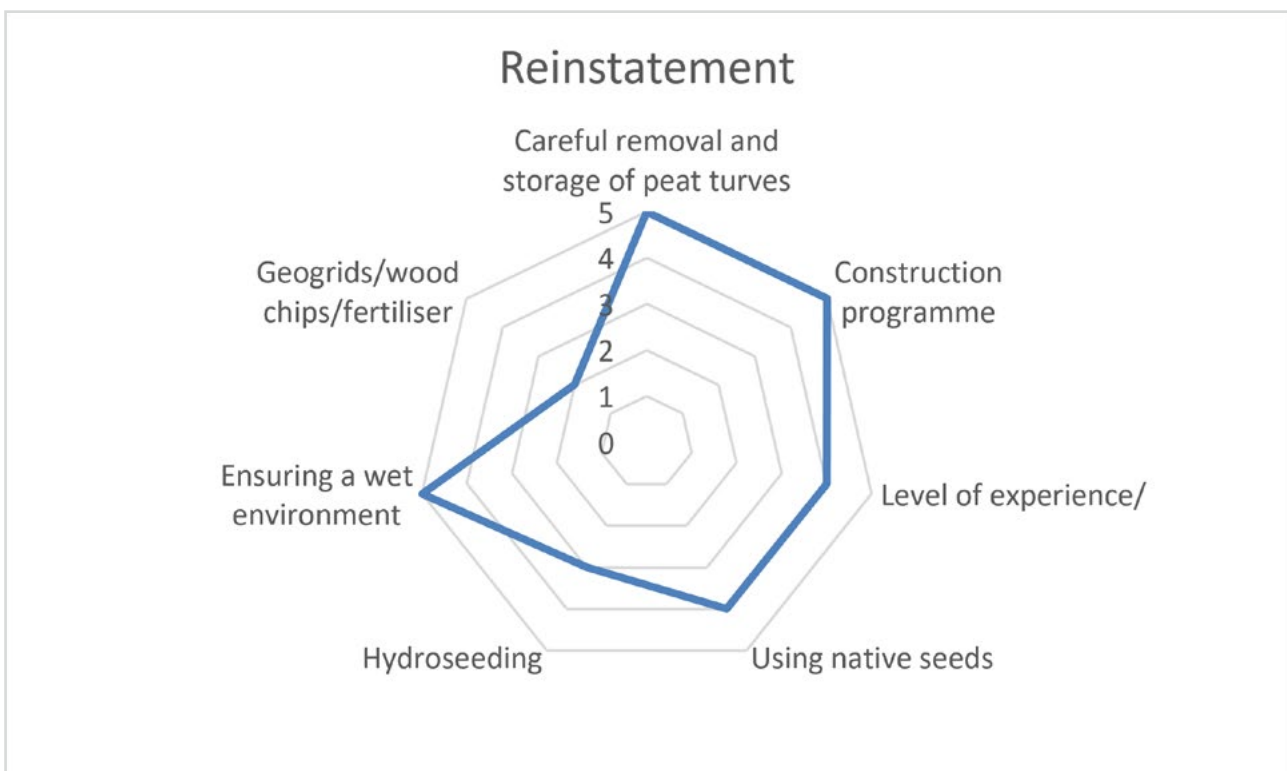 Reinstatement
Careful removal and
storage of peat turves
5
4
3
2
1
0
Construction
programme
Level of experience/
Using native seeds
Hydroseeding
Ensuring a wet
environment
Geogrids/wood
chips/fertiliser